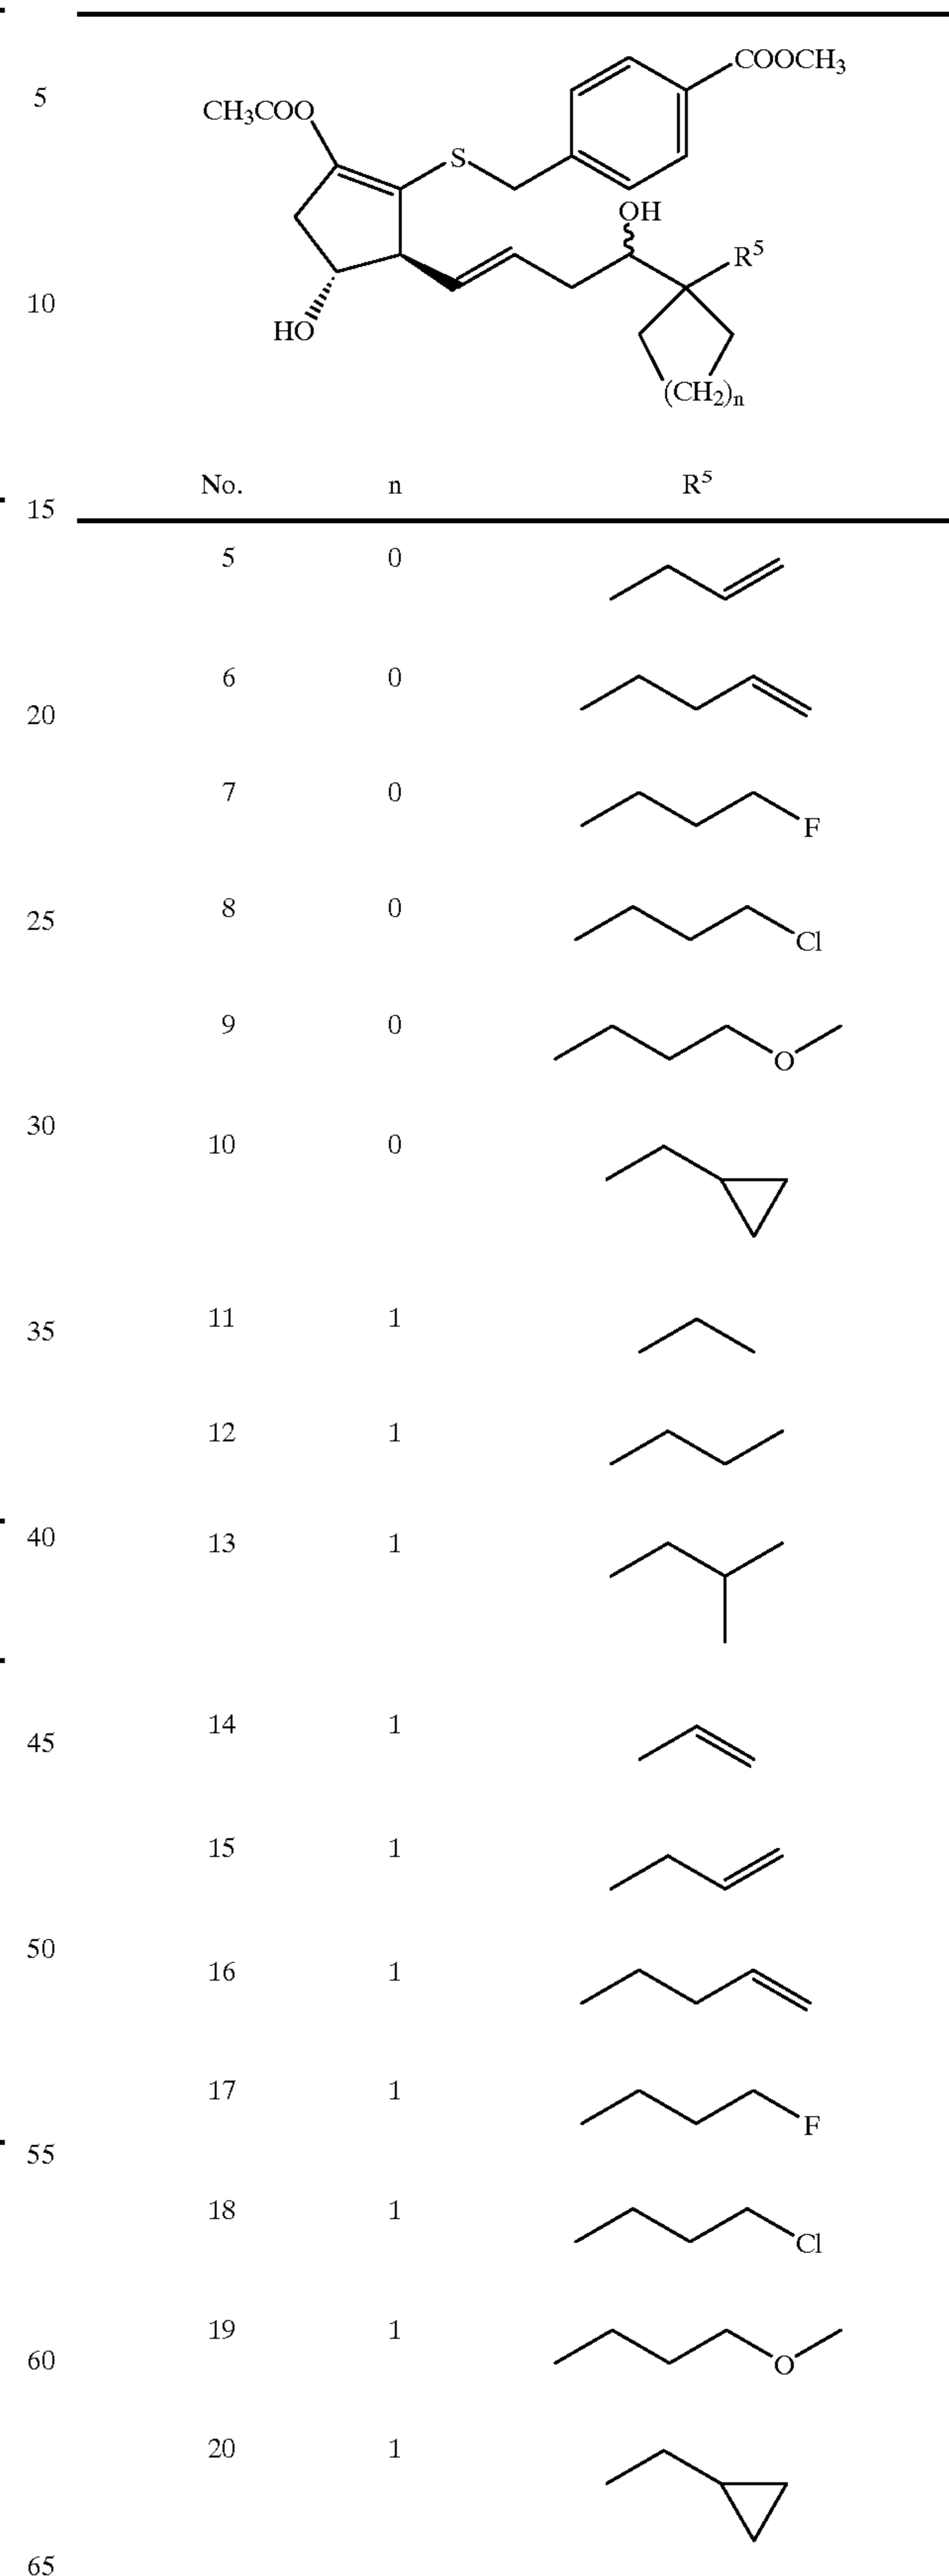 COOCH₃
5
CH₃COO
S
OH
R⁵
10
HO
(CH₂)ₙ
No. n R⁵
15
5 0
6 0
20
7 0
F
8 0
25
Cl
9 0
O
30
10 0
11 1
35
12 1
40
13 1
14 1
45
15 1
50
16 1
17 1
F
55
18 1
Cl
19 1
60
O
20 1
65